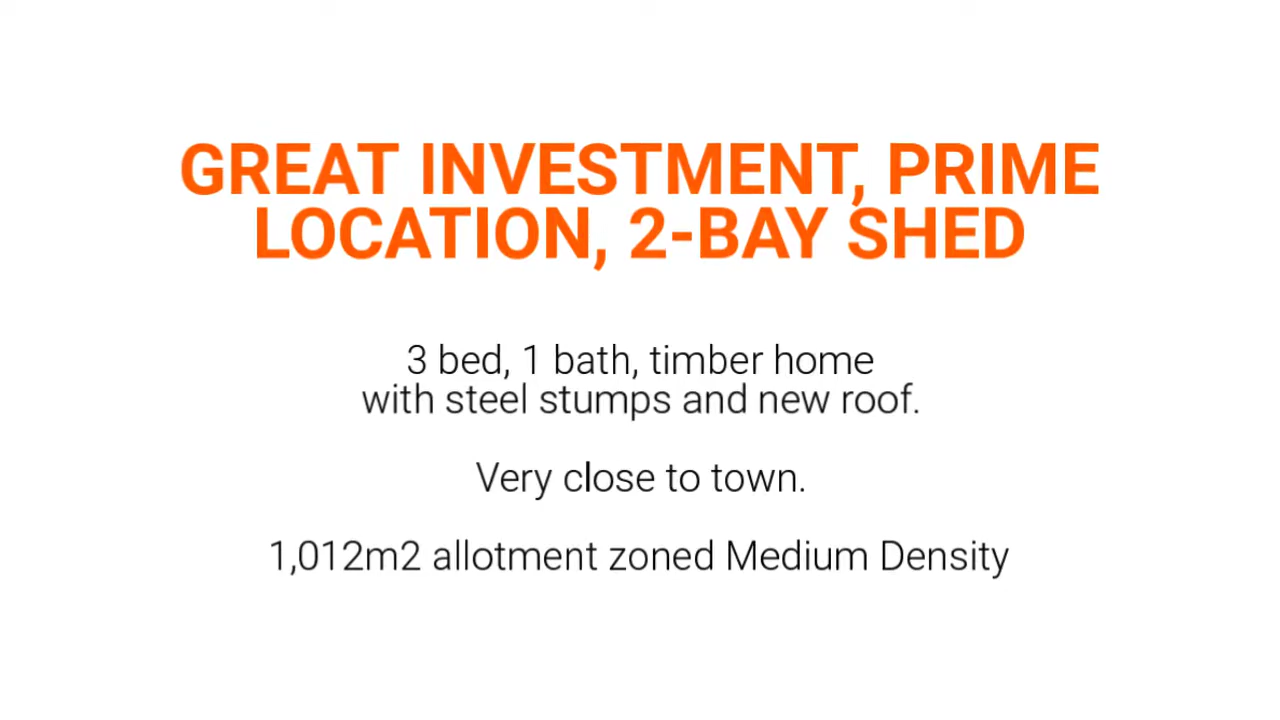 GREAT INVESTMENT, PRIME
LOCATION, 2-BAY SHED
3 bed, 1 bath, timber home
with steel stumps and new roof.
Very close to town.
1,012m2 allotment zoned Medium Density